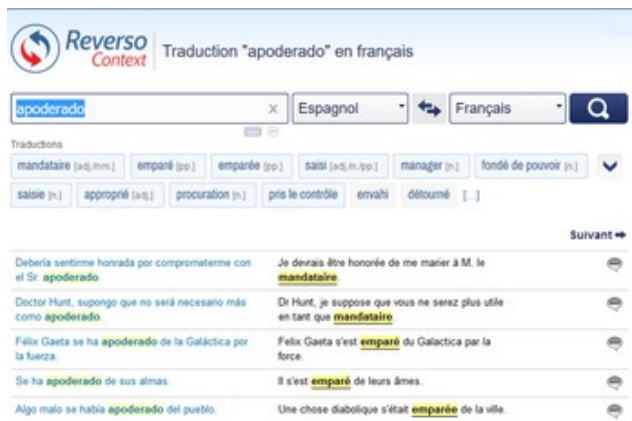 Reverso
Context
Traduction "apoderado" en français
apoderado
Espagnol
Français
Traductions
mandataire [adj./nm.] emparé [pp.] emparée [pp.] saisi [adj./n./pp.] manager [n.] fondé de pouvoir [n.]
saisie [n.] approprié [adj.] procuration [n.] pris le contrôle envahi détourné [...]
Suivant
Debería sentirme honrada por comprometerme con
el Sr. apoderado.
Je devrais être honorée de me marier à M. le
mandataire.
Doctor Hunt, supongo que no será necesario más
como apoderado.
Dr Hunt, je suppose que vous ne serez plus utile
en tant que mandataire.
Félix Gaeta se ha apoderado de la Galáctica por
la fuerza.
Felix Gaeta s'est emparé du Galactica par la
force.
Se ha apoderado de sus almas.
Il s'est emparé de leurs âmes.
Algo malo se había apoderado del pueblo.
Une chose diabolique s'était emparée de la ville.